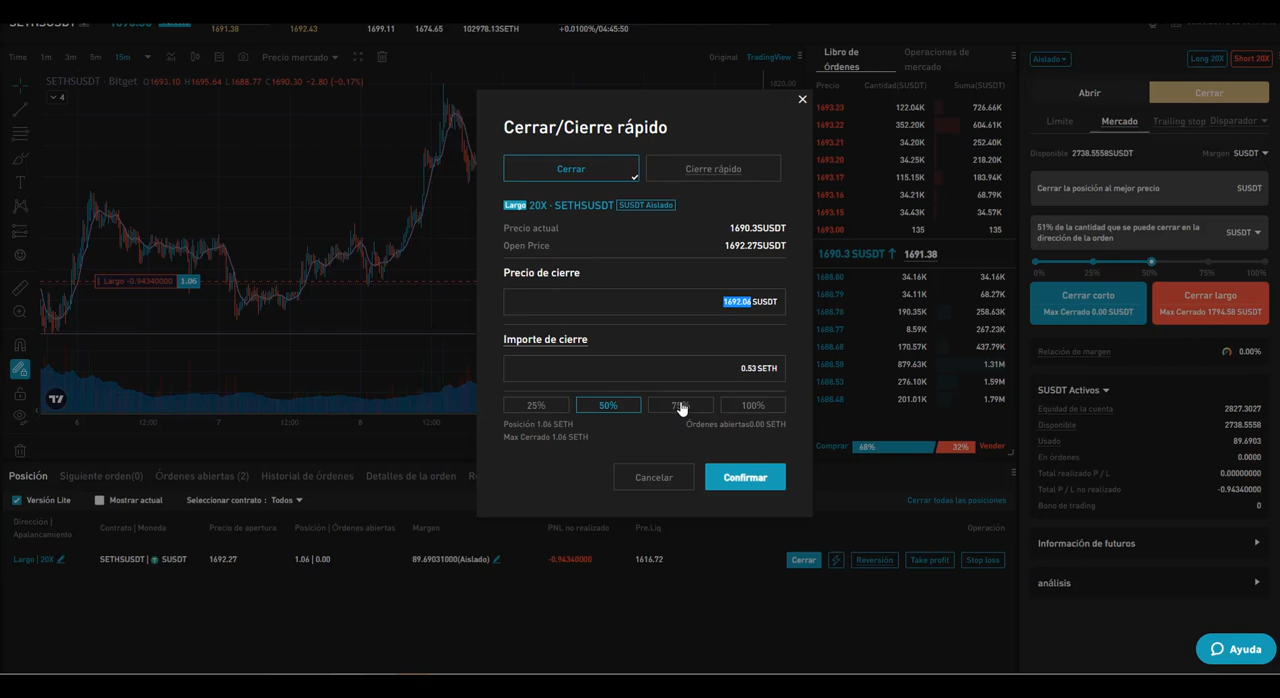 SETHSUSDT
1691.38
1692.43
1699.11
1674.65
102978.13SETH
+0.0100%/04:45:50
Time 1m 3m 5m 15m Precio mercado Original TradingView
SETHSUSDT - Bitget O1693.10 H1695.64 L1688.77 C1690.30 -2.80 (-0.17%)
4
1820.00
Largo -0.94340000 1.06
6 12:00 7 12:00 8 12:00
Cerrar/Cierre rápido
Cerrar Cierre rápido
Largo 20X · SETHSUSDT SUSDT Aislado
Precio actual 1690.3SUSDT
Open Price 1692.27SUSDT
Precio de cierre
1692.06 SUSDT
Importe de cierre
0.53 SETH
25% 50% 75% 100%
Posición 1.06 SETH Órdenes abiertas0.00 SETH
Max Cerrado 1.06 SETH
Cancelar Confirmar
Libro de órdenes
Operaciones de mercado
Precio Cantidad(SUSDT) Suma(SUSDT)
1693.23 122.04K 726.66K
1693.22 352.20K 604.61K
1693.21 34.20K 252.40K
1693.20 34.25K 218.20K
1693.17 115.15K 183.94K
1693.16 34.21K 68.79K
1693.15 34.43K 34.57K
1693.00 135 135
1690.3 SUSDT ↑ 1691.38
1688.80 34.16K 34.16K
1688.79 34.11K 68.27K
1688.78 190.35K 258.63K
1688.77 8.59K 267.23K
1688.68 170.57K 437.79K
1688.59 879.63K 1.31M
1688.53 276.10K 1.59M
1688.48 201.01K 1.79M
Comprar 68% 32% Vender
Aislado Long 20X Short 20X
Abrir Cerrar
Límite Mercado Trailing stop Disparador
Disponible 2738.5558SUSDT Margen SUSDT
Cerrar la posición al mejor precio SUSDT
51% de la cantidad que se puede cerrar en la
dirección de la orden SUSDT
0% 25% 50% 75% 100%
Cerrar corto Cerrar largo
Max Cerrado 0.00 SUSDT Max Cerrado 1794.58 SUSDT
Relación de margen 0.00%
SUSDT Activos
Equidad de la cuenta 2827.3027
Disponible 2738.5558
Usado 89.6903
En órdenes 0.0000
Total realizado P / L 0.00000000
Total P / L no realizado -0.94340000
Bono de trading 0
Información de futuros
análisis
Posición Siguiente orden(0) Órdenes abiertas (2) Historial de órdenes Detalles de la orden
Versión Lite Mostrar actual Seleccionar contrato : Todos Cerrar todas las posiciones
Dirección | Apalancamiento Contrato | Moneda Precio de apertura Posición | Órdenes abiertas Margen PNL no realizado Pre.Liq Operación
Largo | 20X SETHSUSDT | SUSDT 1692.27 1.06 | 0.00 89.69031000(Aislado) -0.94340000 1616.72 Cerrar Reversión Take profit Stop loss
Ayuda